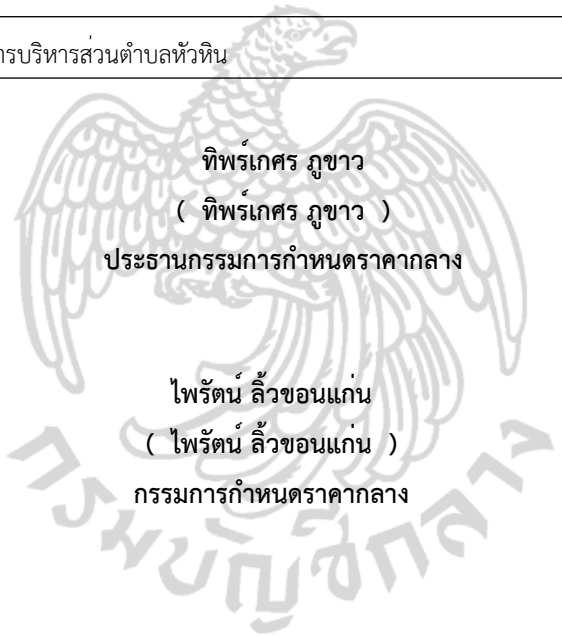 ารบริหารส่วนตำบลหัวหิน
ทิพร์เกศร ภูขาว
( ทิพร์เกศร ภูขาว )
ประธานกรรมการกำหนดราคากลาง
ไพรัตน์ ลิ้วขอนแก่น
( ไพรัตน์ ลิ้วขอนแก่น )
กรรมการกำหนดราคากลาง
กรมบัญชีกลาง